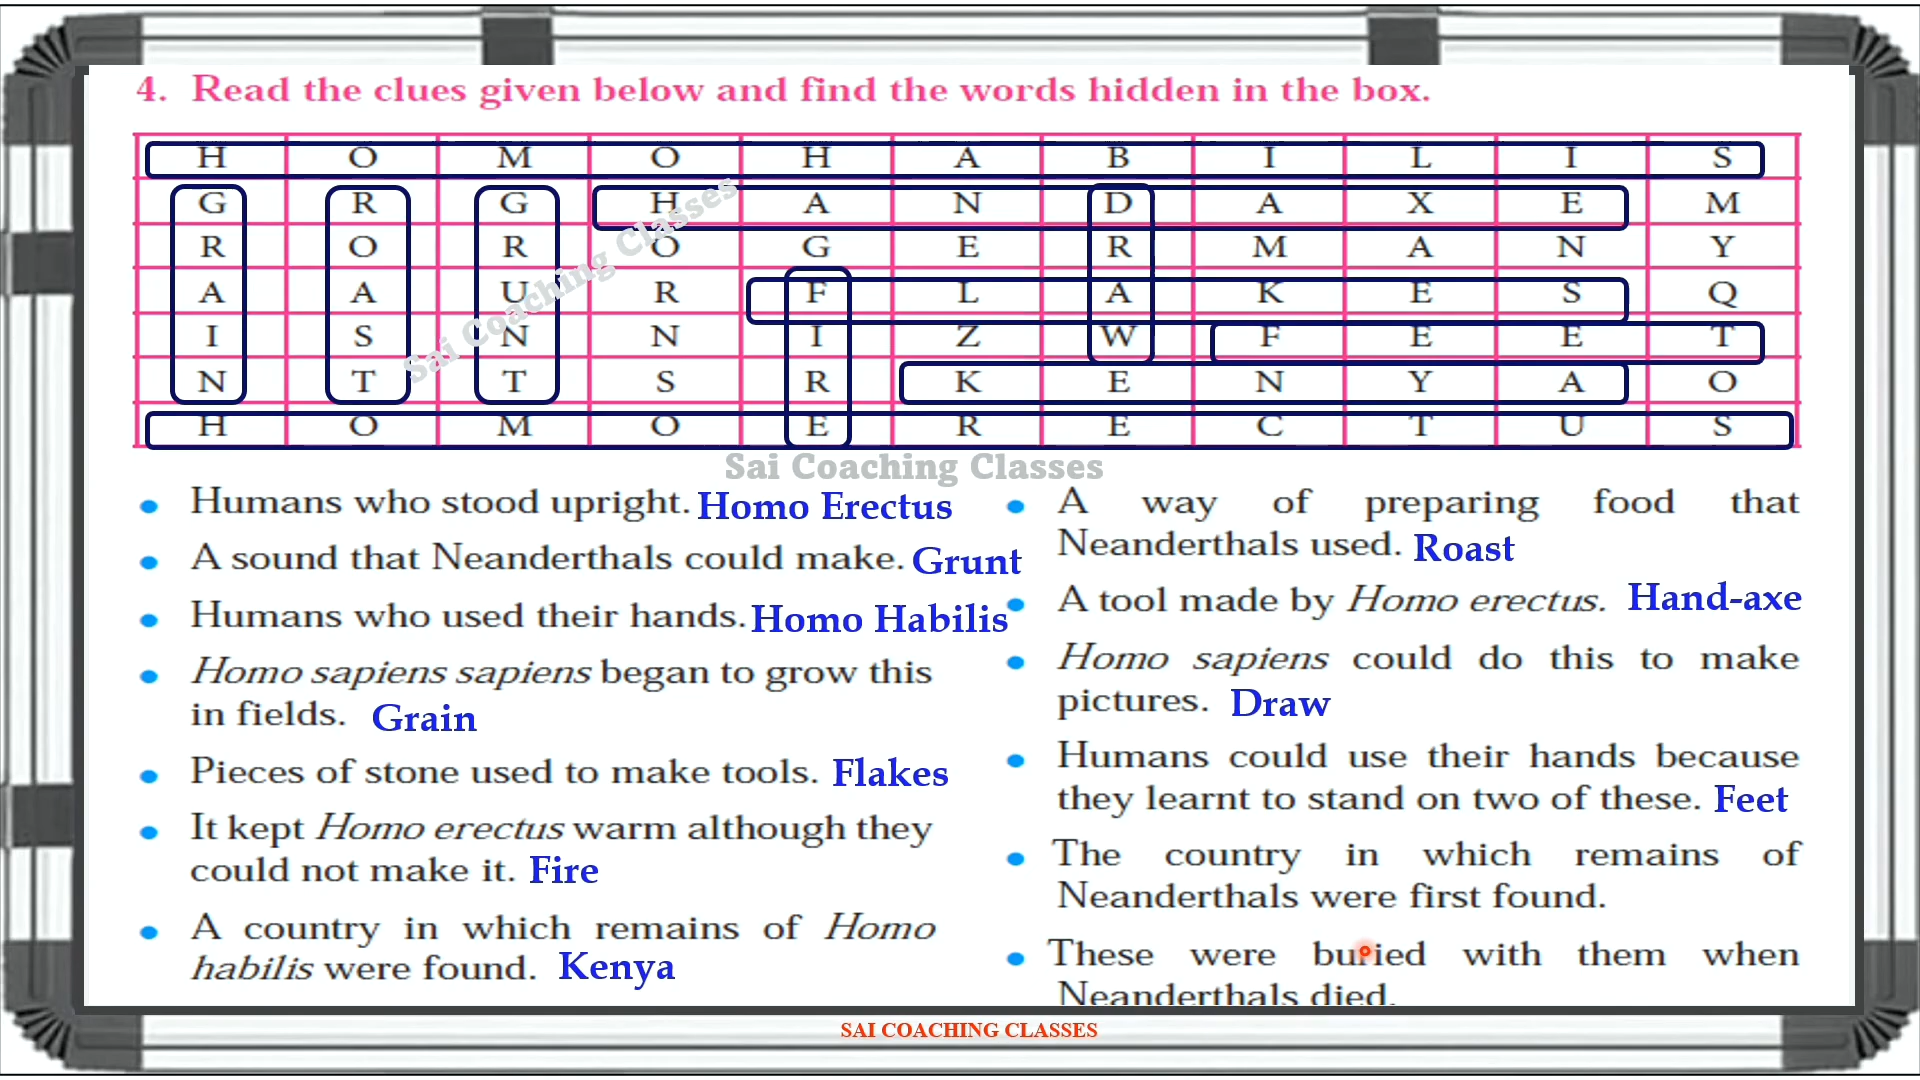 4. Read the clues given below and find the words hidden in the box.
H O M O H A B I L I S
G R G H A N D A X E M
R O R O G E R M A N Y
A A U R F L A K E S Q
I S N N I Z W F E E T
N T T S R K E N Y A O
H O M O E R E C T U S
Sai Coaching Classes
Sai Coaching Classes
Humans who stood upright. Homo Erectus
A sound that Neanderthals could make. Grunt
Humans who used their hands. Homo Habilis
Homo sapiens sapiens began to grow this
in fields. Grain
Pieces of stone used to make tools. Flakes
It kept Homo erectus warm although they
could not make it. Fire
A country in which remains of Homo
habilis were found. Kenya
A way of preparing food that
Neanderthals used. Roast
A tool made by Homo erectus. Hand-axe
Homo sapiens could do this to make
pictures. Draw
Humans could use their hands because
they learnt to stand on two of these. Feet
The country in which remains of
Neanderthals were first found.
These were buried with them when
Neanderthals died.
SAI COACHING CLASSES